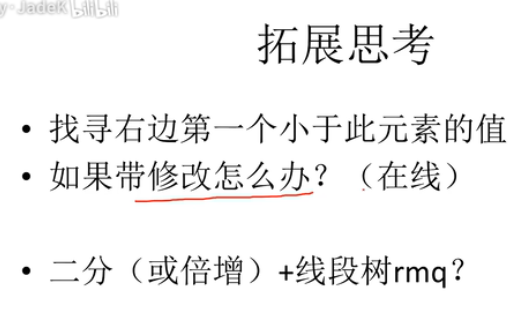 y-JadeK bilibili
拓展思考
• 找寻右边第一个小于此元素的值
• 如果带修改怎么办？（在线）
• 二分（或倍增）+线段树rmq？